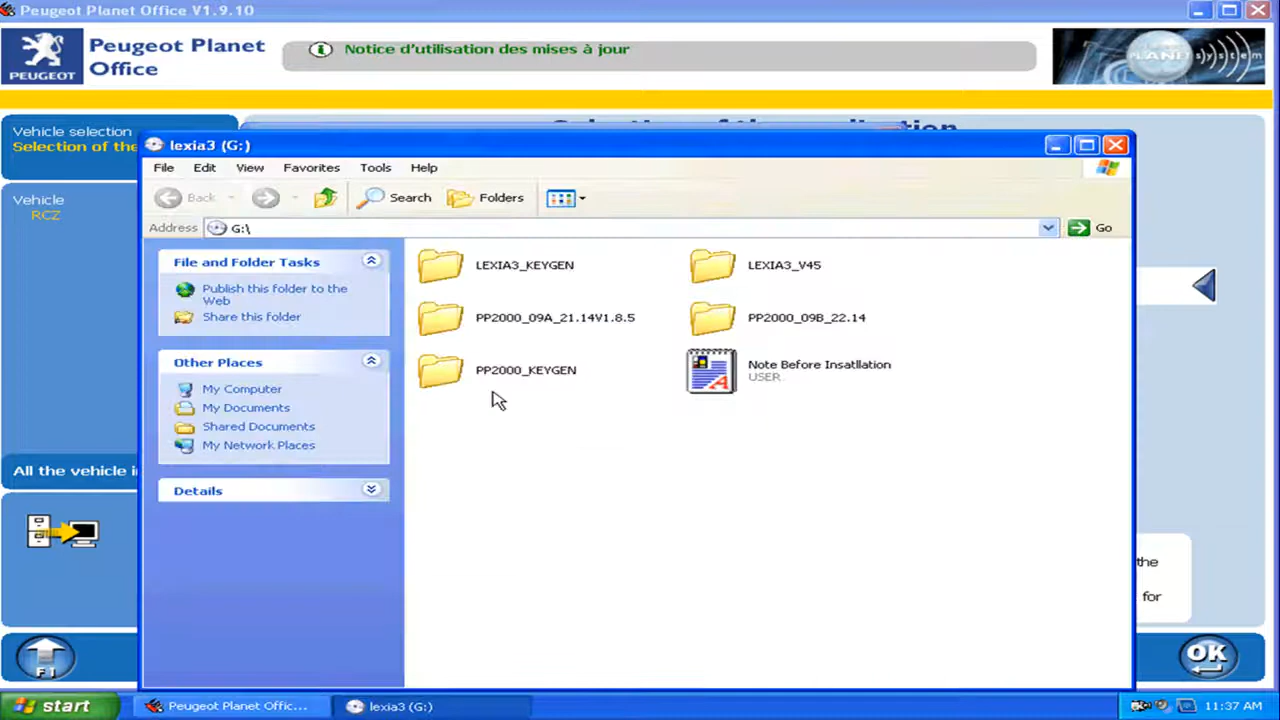 Peugeot Planet Office V1.9.10
PEUGEOT
Peugeot Planet
Office
Notice d'utilisation des mises à jour
PLANET s)y)s)t)e)m
Vehicle selection
Selection of the
Vehicle
RCZ
All the vehicle i
F1
lexia3 (G:)
File Edit View Favorites Tools Help
Back Search Folders
Address G:\ Go
File and Folder Tasks
Publish this folder to the
Web
Share this folder
Other Places
My Computer
My Documents
Shared Documents
My Network Places
Details
LEXIA3_KEYGEN
LEXIA3_V45
PP2000_09A_21.14V1.8.5
PP2000_09B_22.14
PP2000_KEYGEN
Note Before Insatllation
USER
the
for
OK
start Peugeot Planet Offic... lexia3 (G:) 11:37 AM